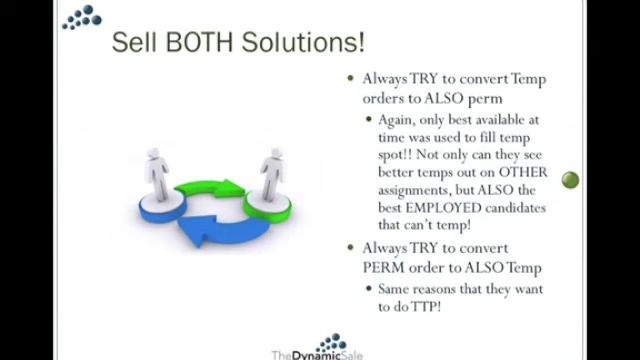 Sell BOTH Solutions!
Always TRY to convert Temp
orders to ALSO perm
Again, only best available at
time was used to fill temp
spot!! Not only can they see
better temps out on OTHER
assignments, but ALSO the
best EMPLOYED candidates
that can't temp!
Always TRY to convert
PERM order to ALSO Temp
Same reasons that they want
to do TTP!
TheDynamicSale